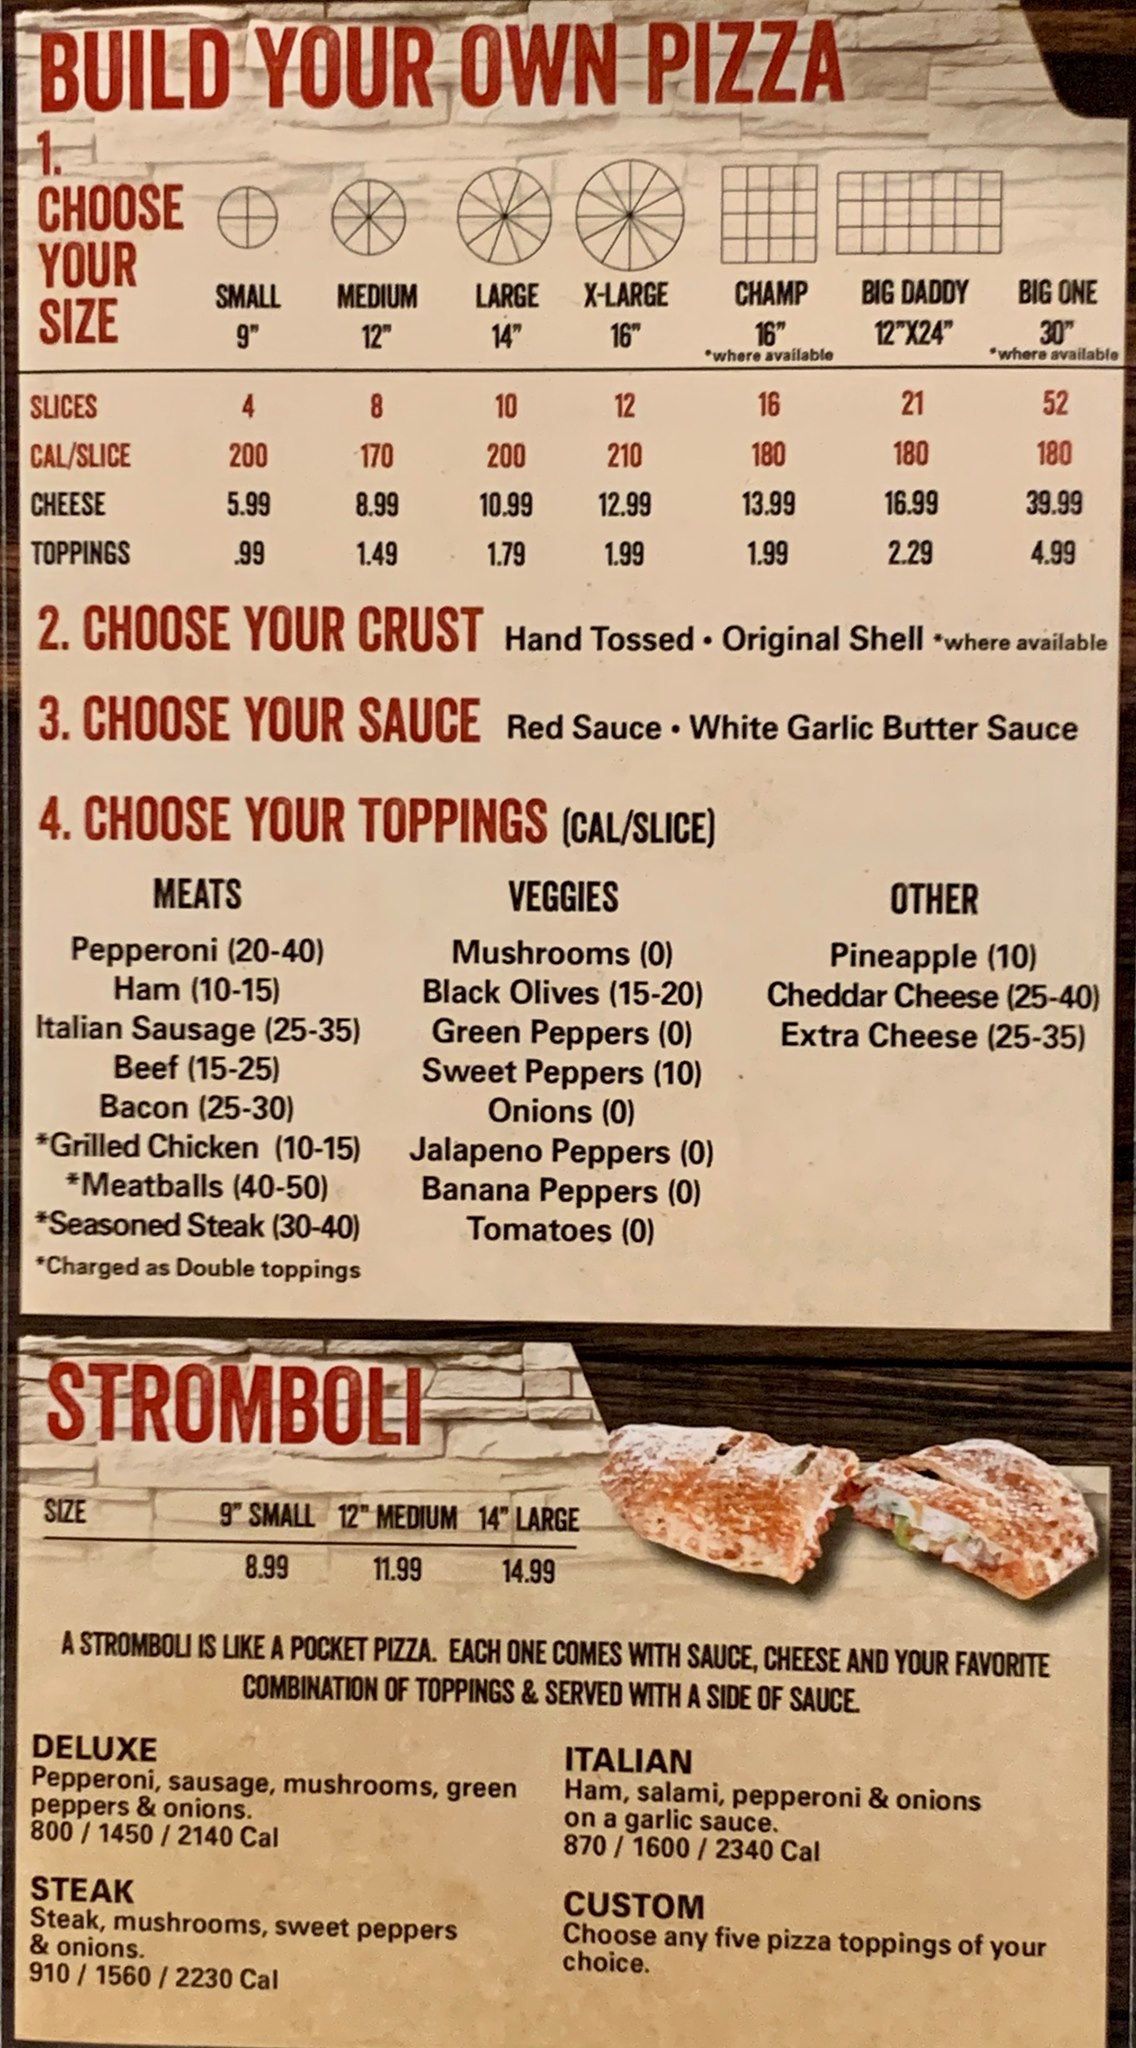 BUILD YOUR OWN PIZZA
1.
CHOOSE
YOUR
SIZE
SMALL MEDIUM LARGE X-LARGE CHAMP BIG DADDY BIG ONE
9" 12" 14" 16" 16" 12"X24" 30"
*where available *where available
SLICES 4 8 10 12 16 21 52
CAL/SLICE 200 170 200 210 180 180 180
CHEESE 5.99 8.99 10.99 12.99 13.99 16.99 39.99
TOPPINGS .99 1.49 1.79 1.99 1.99 2.29 4.99
2. CHOOSE YOUR CRUST Hand Tossed • Original Shell *where available
3. CHOOSE YOUR SAUCE Red Sauce • White Garlic Butter Sauce
4. CHOOSE YOUR TOPPINGS (CAL/SLICE)
MEATS
Pepperoni (20-40)
Ham (10-15)
Italian Sausage (25-35)
Beef (15-25)
Bacon (25-30)
*Grilled Chicken (10-15)
*Meatballs (40-50)
*Seasoned Steak (30-40)
*Charged as Double toppings
VEGGIES
Mushrooms (0)
Black Olives (15-20)
Green Peppers (0)
Sweet Peppers (10)
Onions (0)
Jalapeno Peppers (0)
Banana Peppers (0)
Tomatoes (0)
OTHER
Pineapple (10)
Cheddar Cheese (25-40)
Extra Cheese (25-35)
STROMBOLI
SIZE 9" SMALL 12" MEDIUM 14" LARGE
8.99 11.99 14.99
A STROMBOLI IS LIKE A POCKET PIZZA. EACH ONE COMES WITH SAUCE, CHEESE AND YOUR FAVORITE
COMBINATION OF TOPPINGS & SERVED WITH A SIDE OF SAUCE.
DELUXE
Pepperoni, sausage, mushrooms, green
peppers & onions.
800 / 1450 / 2140 Cal
STEAK
Steak, mushrooms, sweet peppers
& onions.
910 / 1560 / 2230 Cal
ITALIAN
Ham, salami, pepperoni & onions
on a garlic sauce.
870 / 1600 / 2340 Cal
CUSTOM
Choose any five pizza toppings of your
choice.